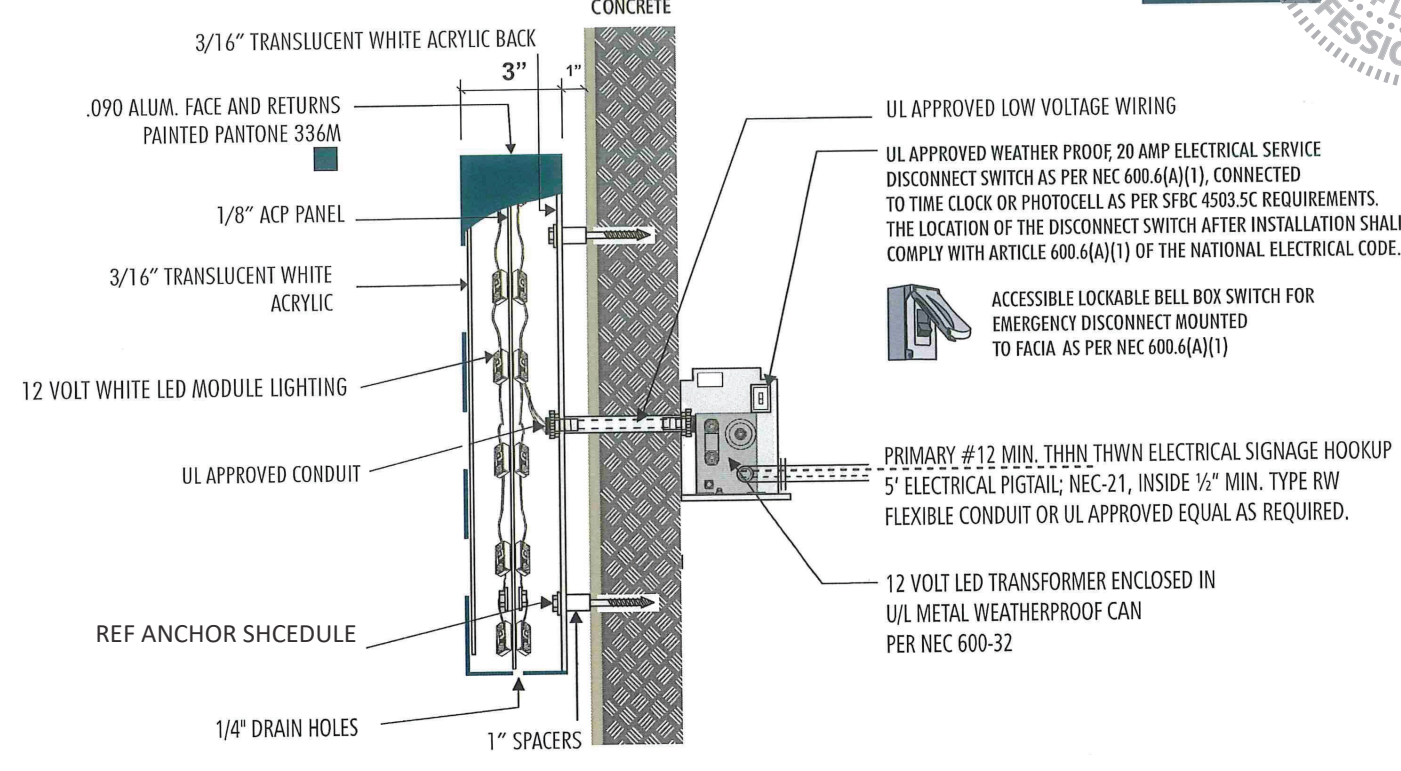 CONCRETE
3/16" TRANSLUCENT WHITE ACRYLIC BACK
3"
1"
.090 ALUM. FACE AND RETURNS
PAINTED PANTONE 336M
1/8" ACP PANEL
3/16" TRANSLUCENT WHITE
ACRYLIC
12 VOLT WHITE LED MODULE LIGHTING
UL APPROVED CONDUIT
REF ANCHOR SHCEDULE
1/4" DRAIN HOLES
1" SPACERS
UL APPROVED LOW VOLTAGE WIRING
UL APPROVED WEATHER PROOF, 20 AMP ELECTRICAL SERVICE
DISCONNECT SWITCH AS PER NEC 600.6(A)(1), CONNECTED
TO TIME CLOCK OR PHOTOCELL AS PER SFBC 4503.5C REQUIREMENTS.
THE LOCATION OF THE DISCONNECT SWITCH AFTER INSTALLATION SHALL
COMPLY WITH ARTICLE 600.6(A)(1) OF THE NATIONAL ELECTRICAL CODE.
ACCESSIBLE LOCKABLE BELL BOX SWITCH FOR
EMERGENCY DISCONNECT MOUNTED
TO FACIA AS PER NEC 600.6(A)(1)
PRIMARY #12 MIN. THHN THWN ELECTRICAL SIGNAGE HOOKUP
5' ELECTRICAL PIGTAIL; NEC-21, INSIDE ½" MIN. TYPE RW
FLEXIBLE CONDUIT OR UL APPROVED EQUAL AS REQUIRED.
12 VOLT LED TRANSFORMER ENCLOSED IN
U/L METAL WEATHERPROOF CAN
PER NEC 600-32